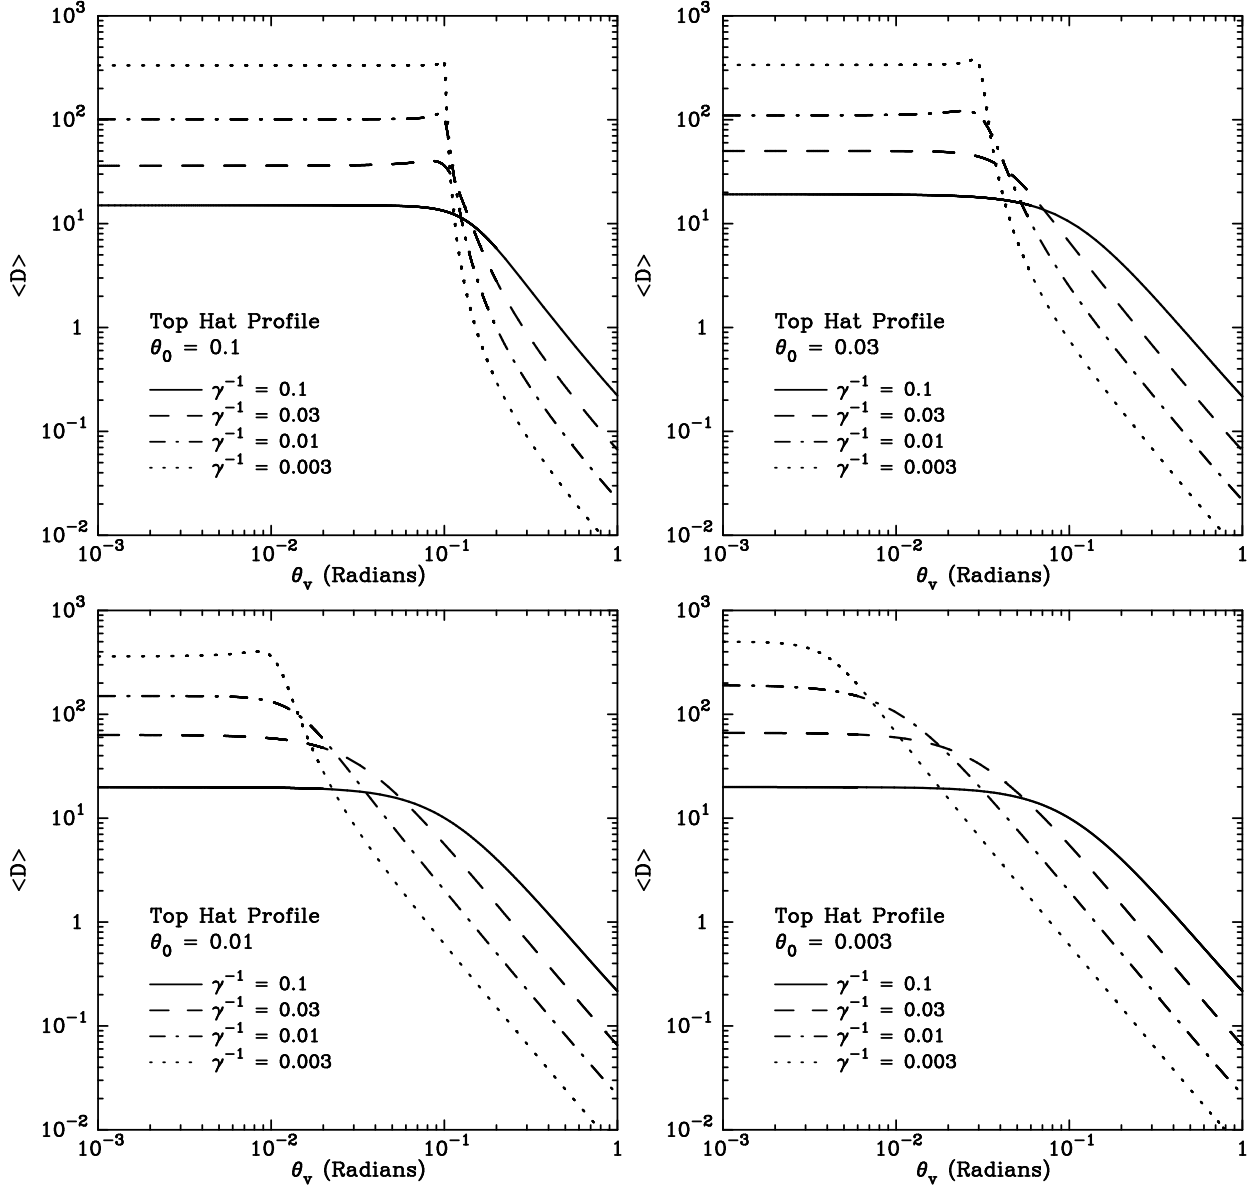 10³
10²
10
1
10⁻¹
10⁻²
<D>
Top Hat Profile
θ₀ = 0.1
γ⁻¹ = 0.1
γ⁻¹ = 0.03
γ⁻¹ = 0.01
γ⁻¹ = 0.003
10⁻³ 10⁻² 10⁻¹ 1
θᵥ (Radians)
10³
10²
10
1
10⁻¹
10⁻²
<D>
Top Hat Profile
θ₀ = 0.03
γ⁻¹ = 0.1
γ⁻¹ = 0.03
γ⁻¹ = 0.01
γ⁻¹ = 0.003
10⁻³ 10⁻² 10⁻¹ 1
θᵥ (Radians)
10³
10²
10
1
10⁻¹
10⁻²
<D>
Top Hat Profile
θ₀ = 0.01
γ⁻¹ = 0.1
γ⁻¹ = 0.03
γ⁻¹ = 0.01
γ⁻¹ = 0.003
10⁻³ 10⁻² 10⁻¹ 1
θᵥ (Radians)
10³
10²
10
1
10⁻¹
10⁻²
<D>
Top Hat Profile
θ₀ = 0.003
γ⁻¹ = 0.1
γ⁻¹ = 0.03
γ⁻¹ = 0.01
γ⁻¹ = 0.003
10⁻³ 10⁻² 10⁻¹ 1
θᵥ (Radians)